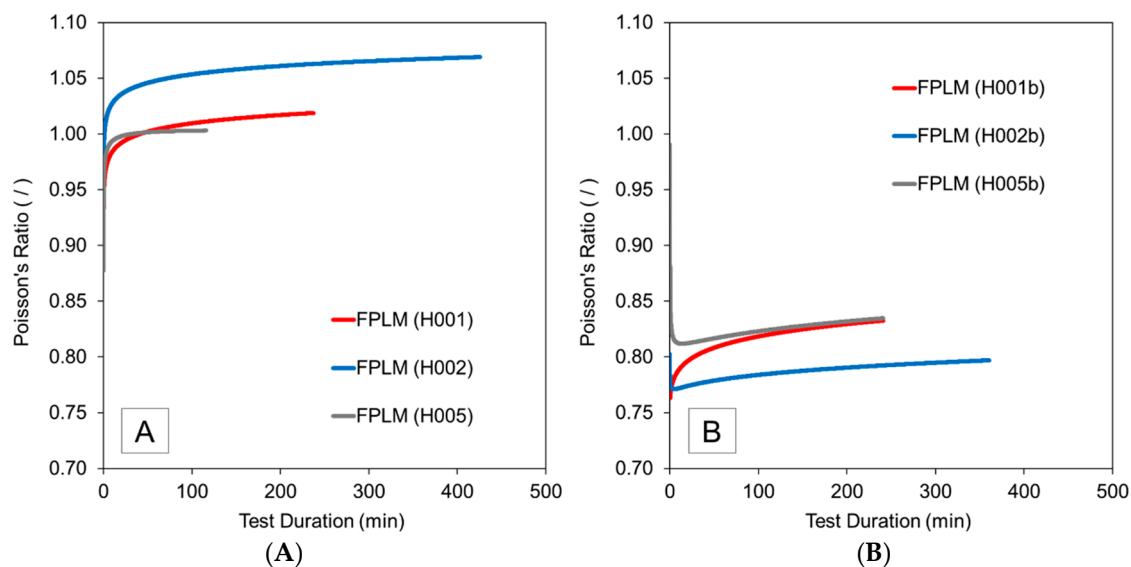 1.10
1.05
1.00
0.95
0.90
0.85
0.80
0.75
0.70
Poisson's Ratio ( / )
FPLM (H001)
FPLM (H002)
FPLM (H005)
A
0 100 200 300 400 500
Test Duration (min)
(A)
1.10
1.05
1.00
0.95
0.90
0.85
0.80
0.75
0.70
Poisson's Ratio ( / )
FPLM (H001b)
FPLM (H002b)
FPLM (H005b)
B
0 100 200 300 400 500
Test Duration (min)
(B)